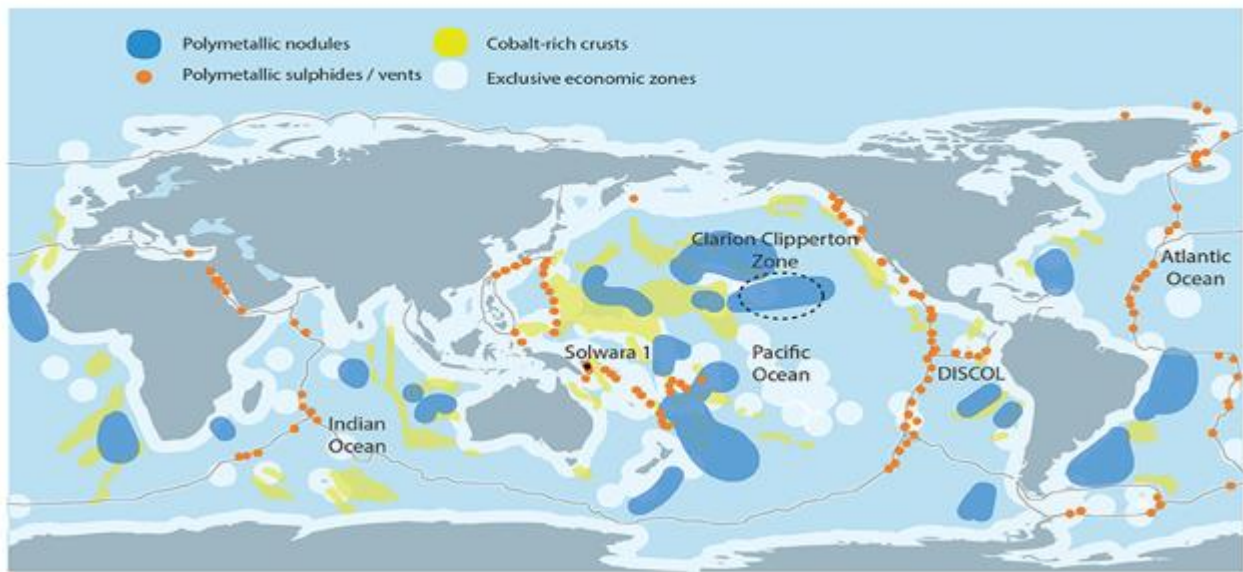 Polymetallic nodules
Cobalt-rich crusts
Polymetallic sulphides / vents
Exclusive economic zones
Clarion Clipperton
Zone
Atlantic
Ocean
Solwara 1
Pacific
Ocean
DISCOL
Indian
Ocean